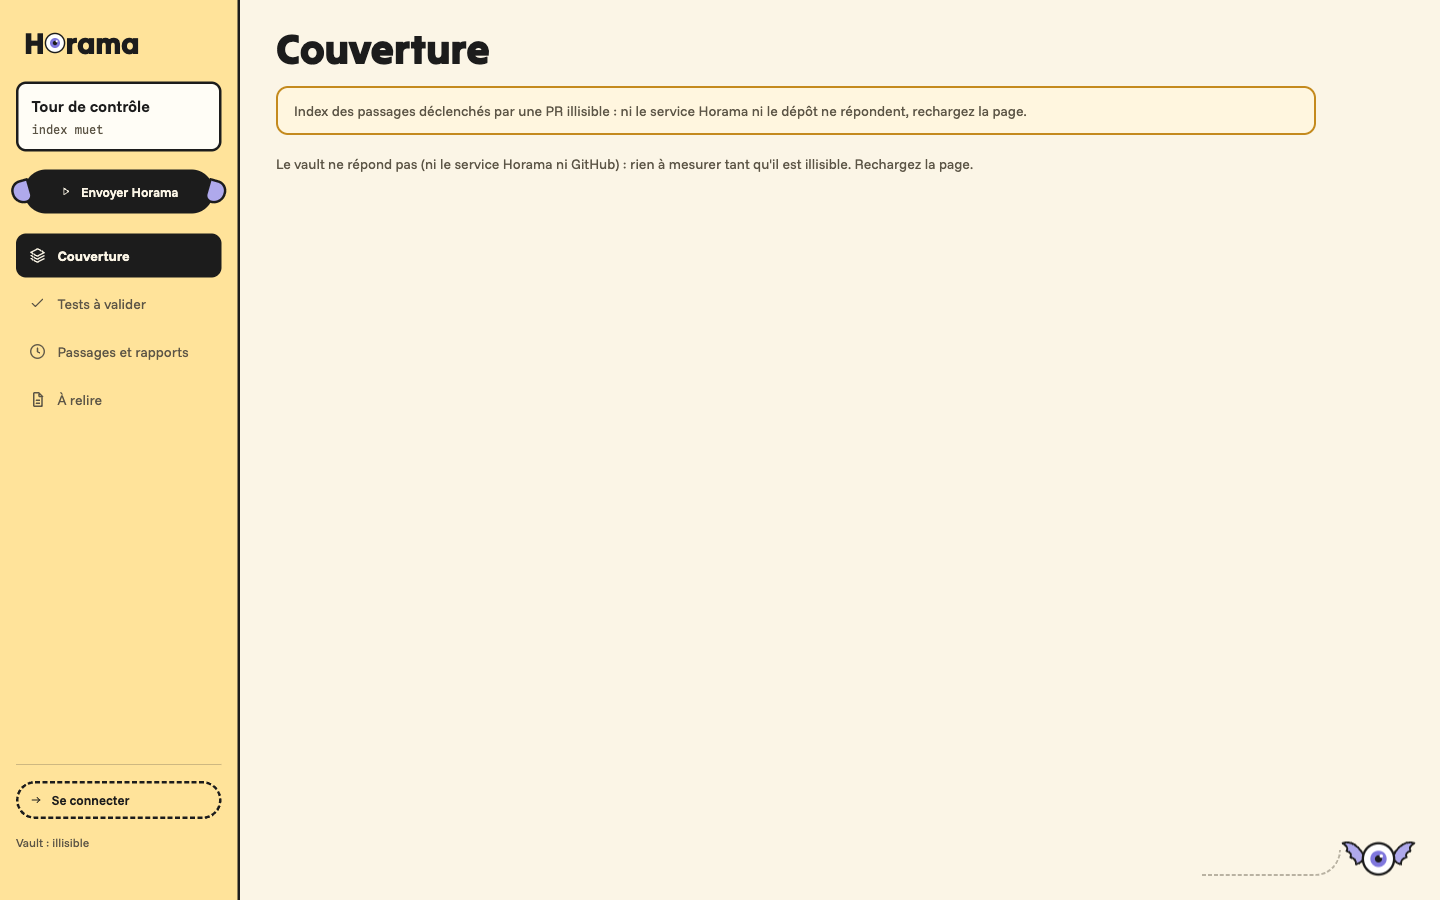 Horama
Tour de contrôle
index muet
Envoyer Horama
Couverture
Tests à valider
Passages et rapports
À relire
Se connecter
Vault : illisible
Couverture
Index des passages déclenchés par une PR illisible : ni le service Horama ni le dépôt ne répondent, rechargez la page.
Le vault ne répond pas (ni le service Horama ni GitHub) : rien à mesurer tant qu'il est illisible. Rechargez la page.